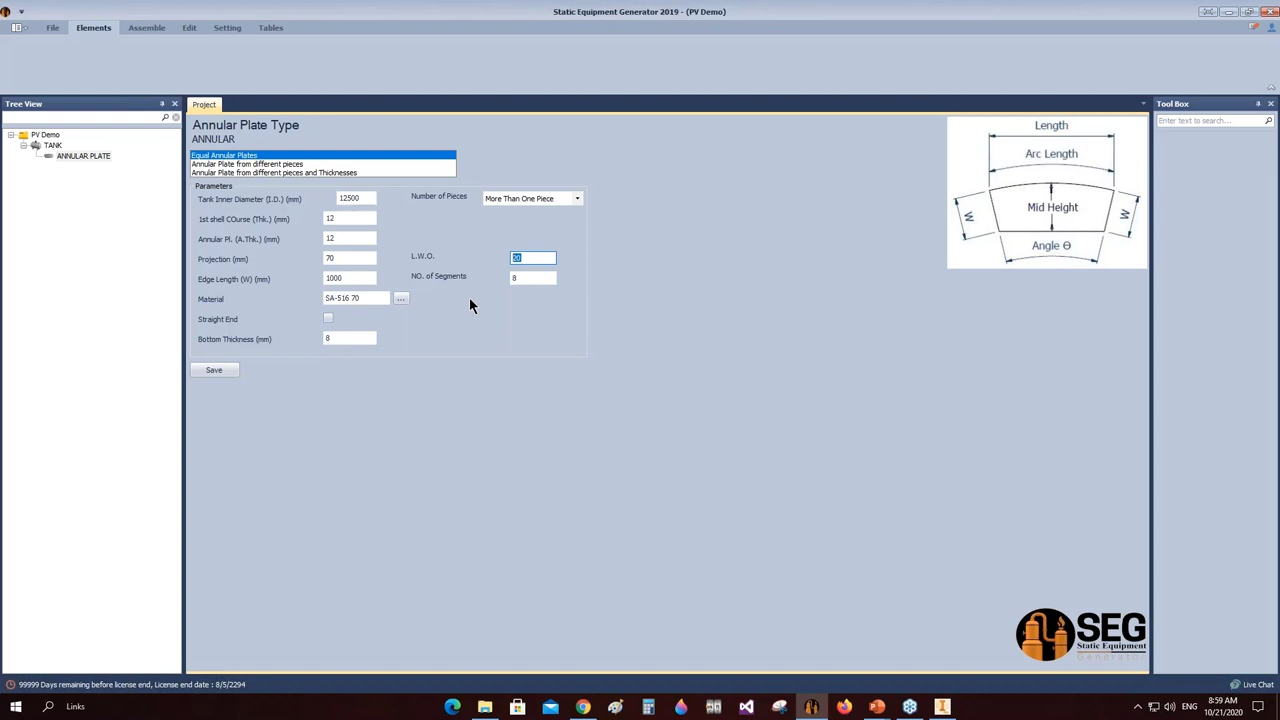 Static Equipment Generator 2019 - (PV Demo)
File Elements Assemble Edit Setting Tables
Tree View
Project
Tool Box
Enter text to search...
PV Demo
TANK
ANNULAR PLATE
Annular Plate Type
ANNULAR
Equal Annular Plates
Annular Plate from different pieces
Annular Plate from different pieces and Thicknesses
Parameters
Tank Inner Diameter (I.D.) (mm) 12500
Number of Pieces More Than One Piece
1st shell COurse (Thk.) (mm) 12
Annular Pl. (A.Thk.) (mm) 12
Projection (mm) 70
L.W.O.
Edge Length (W) (mm) 1000
NO. of Segments 8
Material SA-516 70 ...
Straight End
Bottom Thickness (mm) 8
Save
Length
Arc Length
Mid Height
W
W
Angle Θ
SEG
Static Equipment
Generator
99999 Days remaining before license end, License end date : 8/5/2294
Live Chat
Links
ENG
8:59 AM
10/21/2020